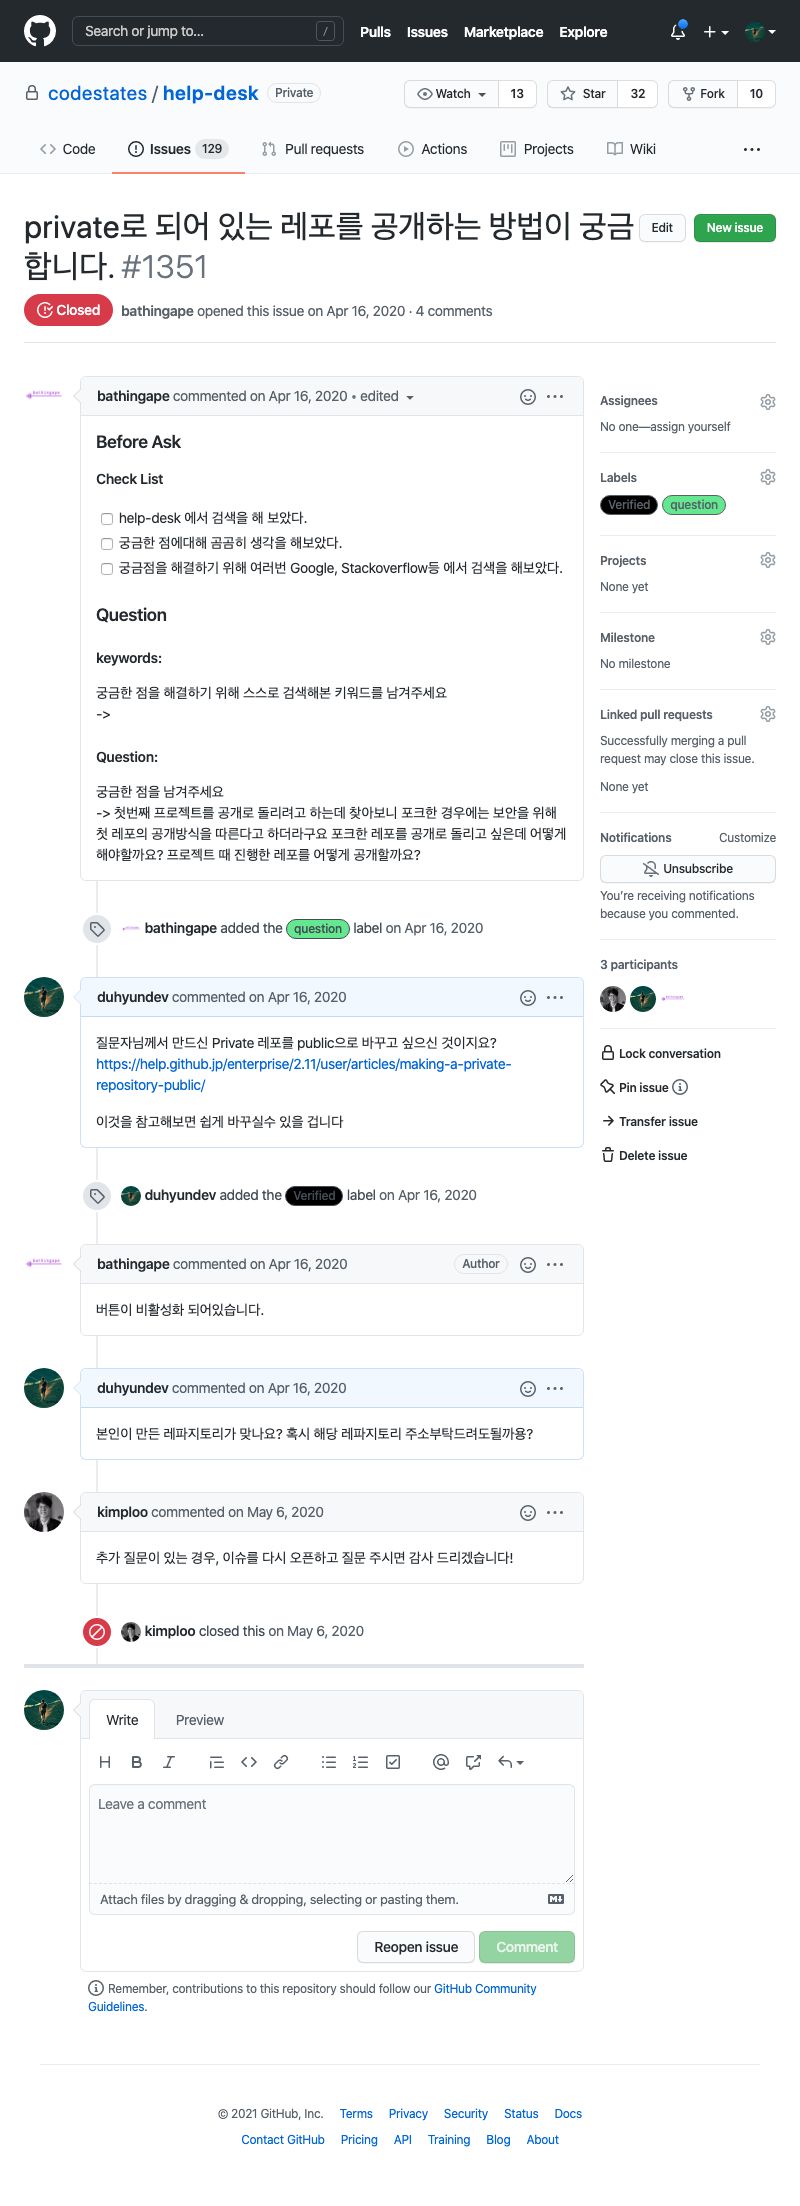 Search or jump to...
/
Pulls
Issues
Marketplace
Explore
codestates / help-desk
Private
Watch
13
Star
32
Fork
10
Code
Issues 129
Pull requests
Actions
Projects
Wiki
private로 되어 있는 레포를 공개하는 방법이 궁금
합니다. #1351
Edit
New issue
Closed
bathingape opened this issue on Apr 16, 2020 · 4 comments
bathingape commented on Apr 16, 2020 • edited
Before Ask
Check List
help-desk 에서 검색을 해 보았다.
궁금한 점에대해 곰곰히 생각을 해보았다.
궁금점을 해결하기 위해 여러번 Google, Stackoverflow등 에서 검색을 해보았다.
Question
keywords:
궁금한 점을 해결하기 위해 스스로 검색해본 키워드를 남겨주세요
->
Question:
궁금한 점을 남겨주세요
-> 첫번째 프로젝트를 공개로 돌리려고 하는데 찾아보니 포크한 경우에는 보안을 위해
첫 레포의 공개방식을 따른다고 하더라구요 포크한 레포를 공개로 돌리고 싶은데 어떻게
해야할까요? 프로젝트 때 진행한 레포를 어떻게 공개할까요?
bathingape added the question label on Apr 16, 2020
duhyundev commented on Apr 16, 2020
질문자님께서 만드신 Private 레포를 public으로 바꾸고 싶으신 것이지요?
https://help.github.jp/enterprise/2.11/user/articles/making-a-private-
repository-public/
이것을 참고해보면 쉽게 바꾸실수 있을 겁니다
duhyundev added the Verified label on Apr 16, 2020
bathingape commented on Apr 16, 2020
Author
버튼이 비활성화 되어있습니다.
duhyundev commented on Apr 16, 2020
본인이 만든 레파지토리가 맞나요? 혹시 해당 레파지토리 주소부탁드려도될까용?
kimploo commented on May 6, 2020
추가 질문이 있는 경우, 이슈를 다시 오픈하고 질문 주시면 감사 드리겠습니다!
kimploo closed this on May 6, 2020
Assignees
No one—assign yourself
Labels
Verified
question
Projects
None yet
Milestone
No milestone
Linked pull requests
Successfully merging a pull
request may close this issue.
None yet
Notifications
Customize
Unsubscribe
You're receiving notifications
because you commented.
3 participants
Lock conversation
Pin issue
Transfer issue
Delete issue
Write
Preview
H B I
Leave a comment
Attach files by dragging & dropping, selecting or pasting them.
Reopen issue
Comment
Remember, contributions to this repository should follow our GitHub Community
Guidelines.
© 2021 GitHub, Inc.
Terms
Privacy
Security
Status
Docs
Contact GitHub
Pricing
API
Training
Blog
About